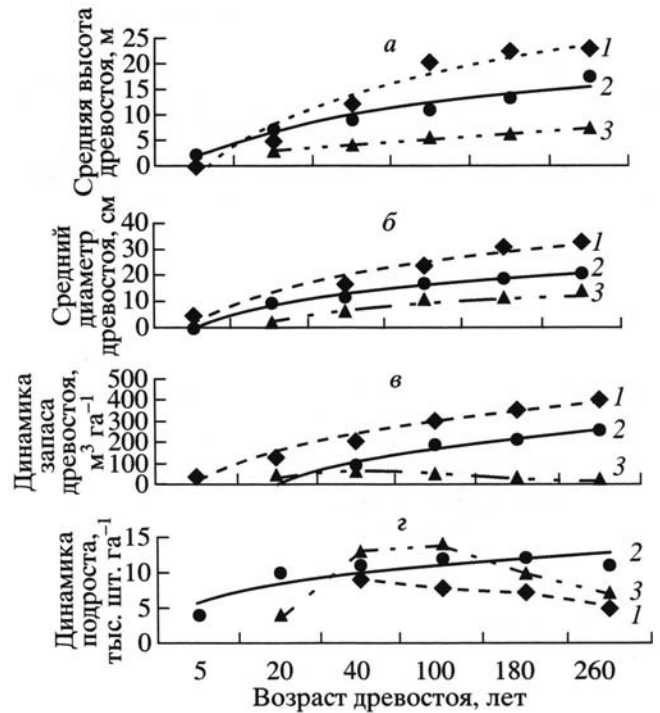 Средняя высота
древостоя, м
25
20
15
10
5
0
а
1
2
3
Средний
диаметр
древостоя, см
40
30
20
10
0
б
1
2
3
Динамика
запаса
древостоя,
м³ га⁻¹
500
400
300
200
100
0
в
1
2
3
Динамика
подроста,
тыс. шт. га⁻¹
15
10
5
0
г
2
3
1
5 20 40 100 180 260
Возраст древостоя, лет